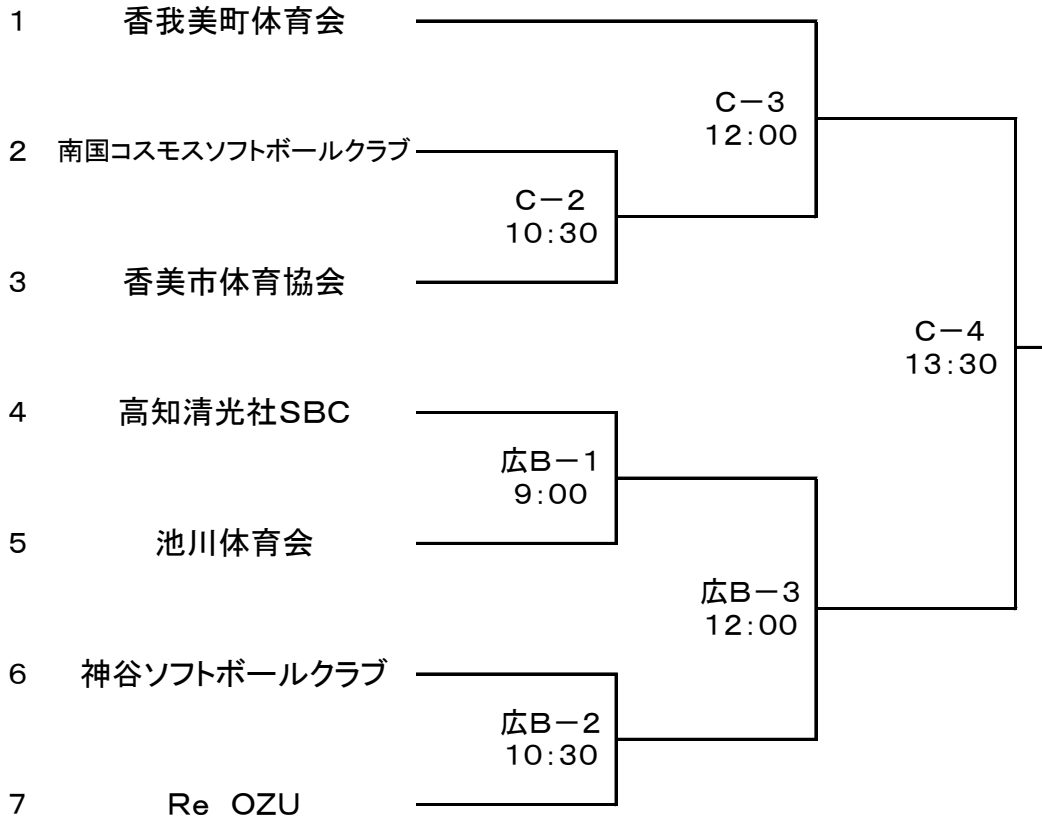 1 香我美町体育会
C－3
12:00
2 南国コスモスソフトボールクラブ
C－2
10:30
3 香美市体育協会
C－4
13:30
4 高知清光社SBC
広B－1
9:00
5 池川体育会
広B－3
12:00
6 神谷ソフトボールクラブ
広B－2
10:30
7 Re　OZU